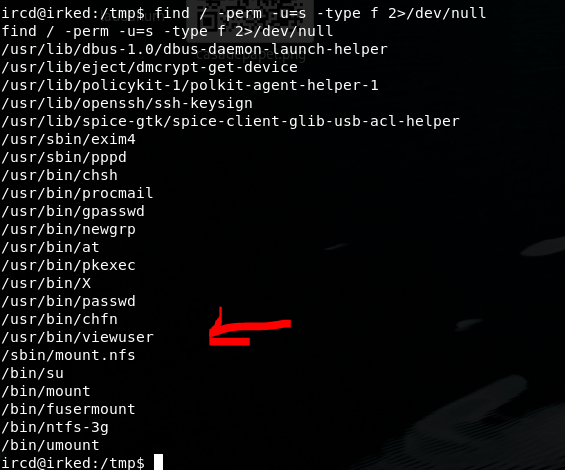 ircd@irked:/tmp$ find / -perm -u=s -type f 2>/dev/null
find / -perm -u=s -type f 2>/dev/null
/usr/lib/dbus-1.0/dbus-daemon-launch-helper
/usr/lib/eject/dmcrypt-get-device
/usr/lib/policykit-1/polkit-agent-helper-1
/usr/lib/openssh/ssh-keysign
/usr/lib/spice-gtk/spice-client-glib-usb-acl-helper
/usr/sbin/exim4
/usr/sbin/pppd
/usr/bin/chsh
/usr/bin/procmail
/usr/bin/gpasswd
/usr/bin/newgrp
/usr/bin/at
/usr/bin/pkexec
/usr/bin/X
/usr/bin/passwd
/usr/bin/chfn
/usr/bin/viewuser
/sbin/mount.nfs
/bin/su
/bin/mount
/bin/fusermount
/bin/ntfs-3g
/bin/umount
ircd@irked:/tmp$